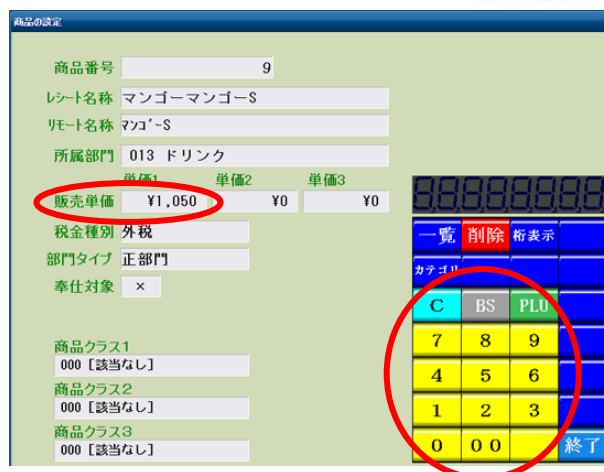 商品の設定
商品番号 9
レシート名称 マンゴーマンゴーS
リモート名称 ﾏﾝｺﾞｰS
所属部門 013 ドリンク
単価1 単価2 単価3
販売単価 ¥1,050 ¥0 ¥0
税金種別 外税
部門タイプ 正部門
奉仕対象 ×
商品クラス1
000 [該当なし]
商品クラス2
000 [該当なし]
商品クラス3
000 [該当なし]
一覧 削除 桁表示
カテゴリ
C BS PLU
7 8 9
4 5 6
1 2 3
0 00 終了